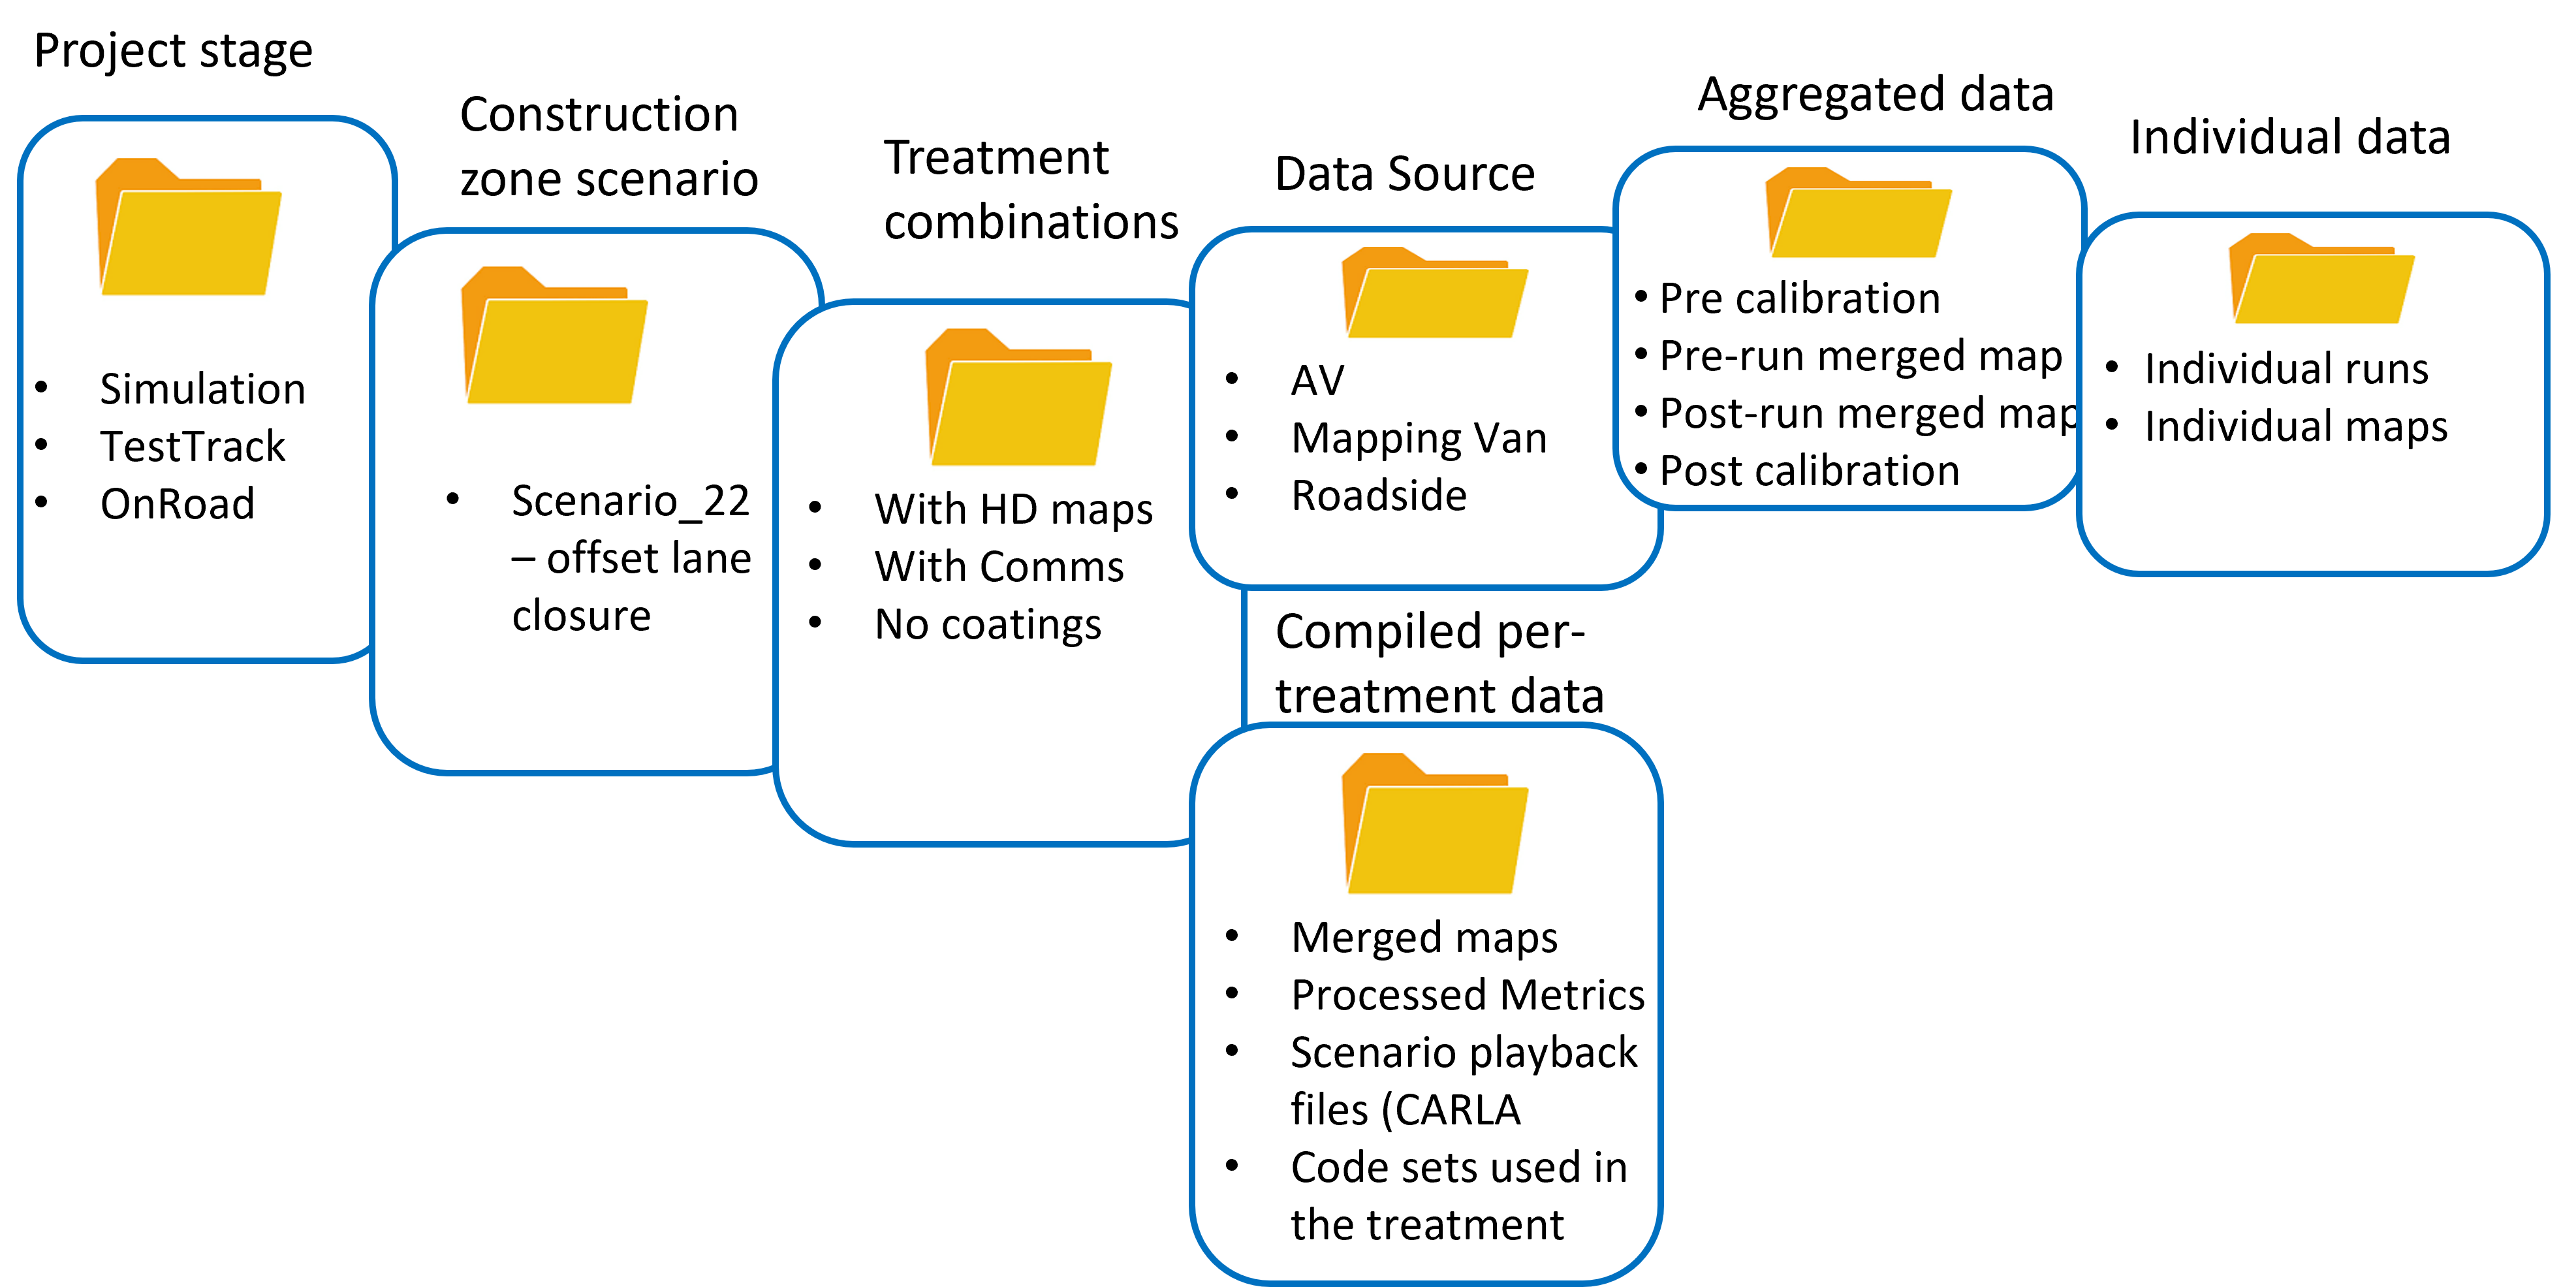 Project stage
• Simulation
• TestTrack
• OnRoad
Construction
zone scenario
• Scenario_22
– offset lane
closure
Treatment
combinations
• With HD maps
• With Comms
• No coatings
Data Source
• AV
• Mapping Van
• Roadside
Compiled per-
treatment data
• Merged maps
• Processed Metrics
• Scenario playback
files (CARLA
• Code sets used in
the treatment
Aggregated data
• Pre calibration
• Pre-run merged map
• Post-run merged map
• Post calibration
Individual data
• Individual runs
• Individual maps